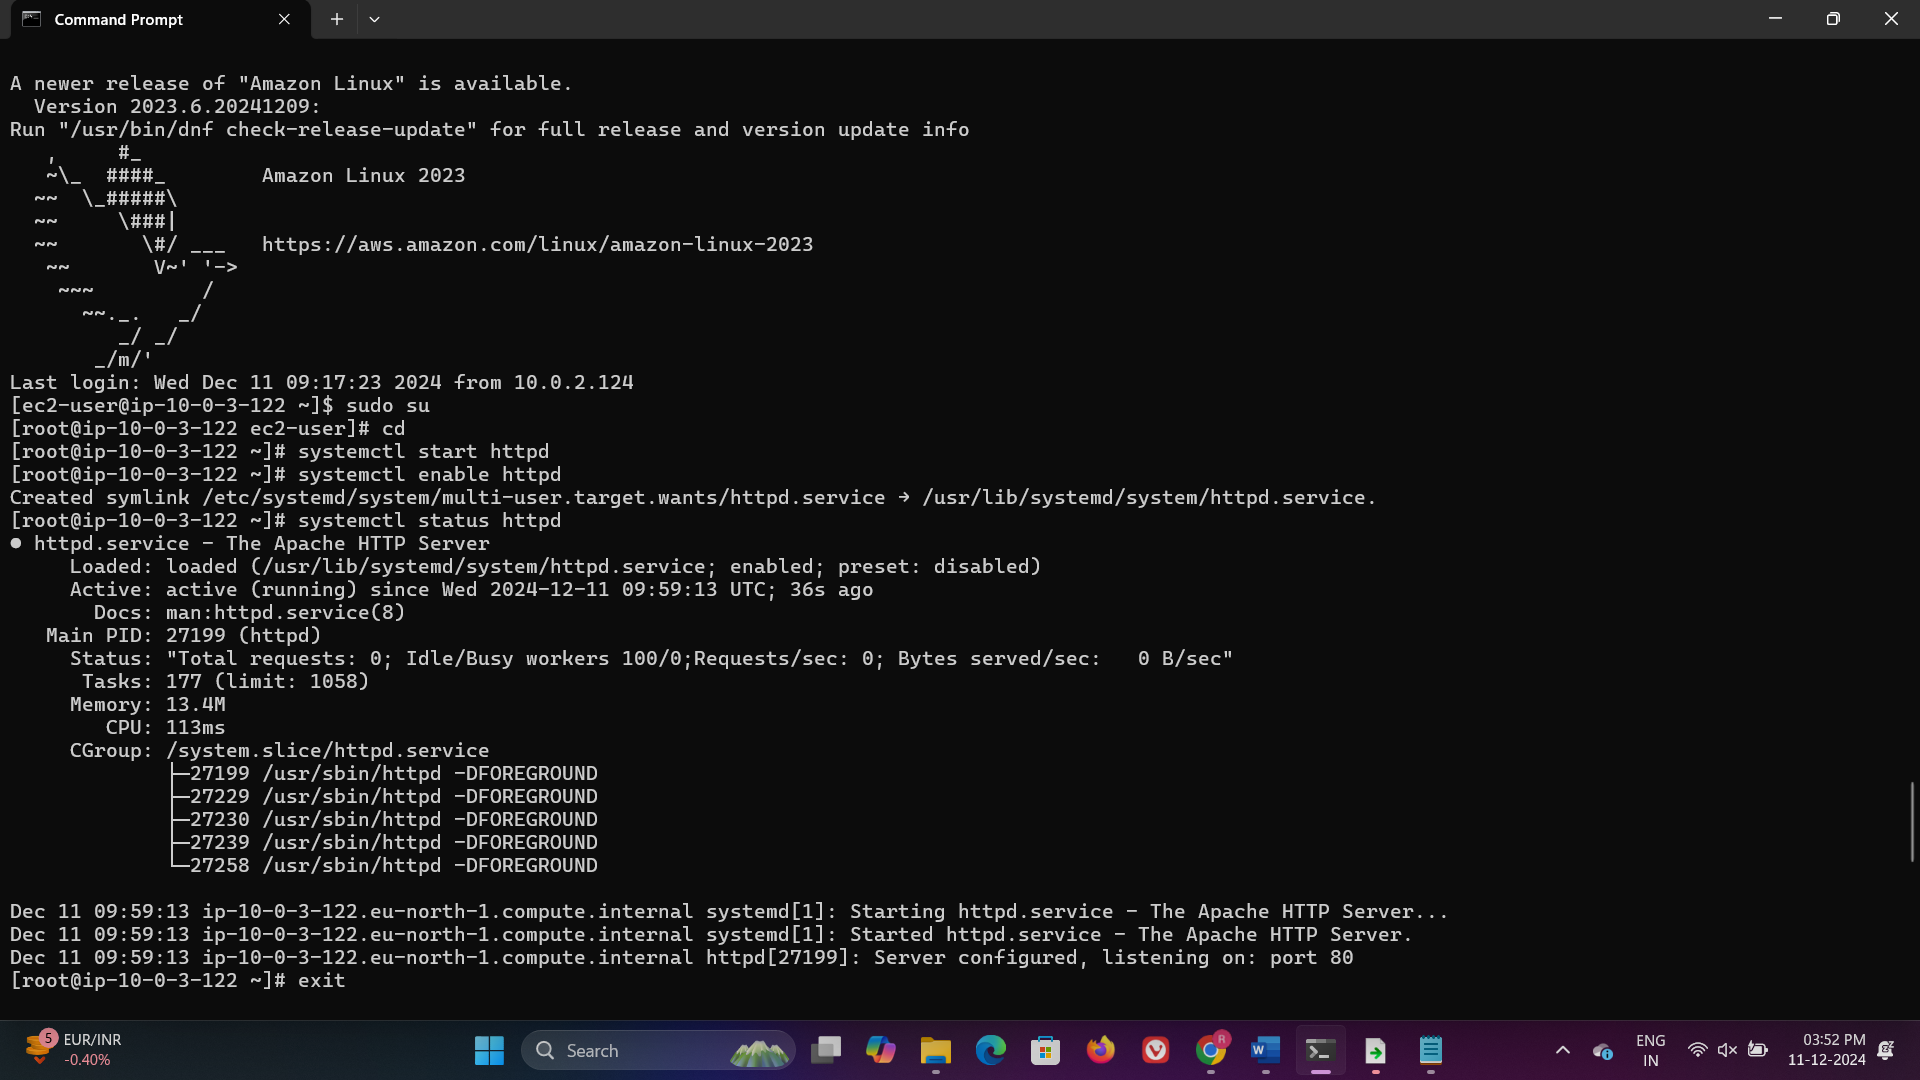 Command Prompt
A newer release of "Amazon Linux" is available.
  Version 2023.6.20241209:
Run "/usr/bin/dnf check-release-update" for full release and version update info
   ,     #_
   ~\_  ####_        Amazon Linux 2023
  ~~  \_#####\
  ~~     \###|
  ~~       \#/ ___   https://aws.amazon.com/linux/amazon-linux-2023
   ~~       V~' '->
    ~~~         /
      ~~._.   _/
         _/ _/
       _/m/'
Last login: Wed Dec 11 09:17:23 2024 from 10.0.2.124
[ec2-user@ip-10-0-3-122 ~]$ sudo su
[root@ip-10-0-3-122 ec2-user]# cd
[root@ip-10-0-3-122 ~]# systemctl start httpd
[root@ip-10-0-3-122 ~]# systemctl enable httpd
Created symlink /etc/systemd/system/multi-user.target.wants/httpd.service → /usr/lib/systemd/system/httpd.service.
[root@ip-10-0-3-122 ~]# systemctl status httpd
● httpd.service - The Apache HTTP Server
     Loaded: loaded (/usr/lib/systemd/system/httpd.service; enabled; preset: disabled)
     Active: active (running) since Wed 2024-12-11 09:59:13 UTC; 36s ago
       Docs: man:httpd.service(8)
   Main PID: 27199 (httpd)
     Status: "Total requests: 0; Idle/Busy workers 100/0;Requests/sec: 0; Bytes served/sec:   0 B/sec"
      Tasks: 177 (limit: 1058)
     Memory: 13.4M
        CPU: 113ms
     CGroup: /system.slice/httpd.service
             ├─27199 /usr/sbin/httpd -DFOREGROUND
             ├─27229 /usr/sbin/httpd -DFOREGROUND
             ├─27230 /usr/sbin/httpd -DFOREGROUND
             ├─27239 /usr/sbin/httpd -DFOREGROUND
             └─27258 /usr/sbin/httpd -DFOREGROUND
Dec 11 09:59:13 ip-10-0-3-122.eu-north-1.compute.internal systemd[1]: Starting httpd.service - The Apache HTTP Server...
Dec 11 09:59:13 ip-10-0-3-122.eu-north-1.compute.internal systemd[1]: Started httpd.service - The Apache HTTP Server.
Dec 11 09:59:13 ip-10-0-3-122.eu-north-1.compute.internal httpd[27199]: Server configured, listening on: port 80
[root@ip-10-0-3-122 ~]# exit
5
EUR/INR
-0.40%
Search
R
W
ENG
IN
03:52 PM
11-12-2024